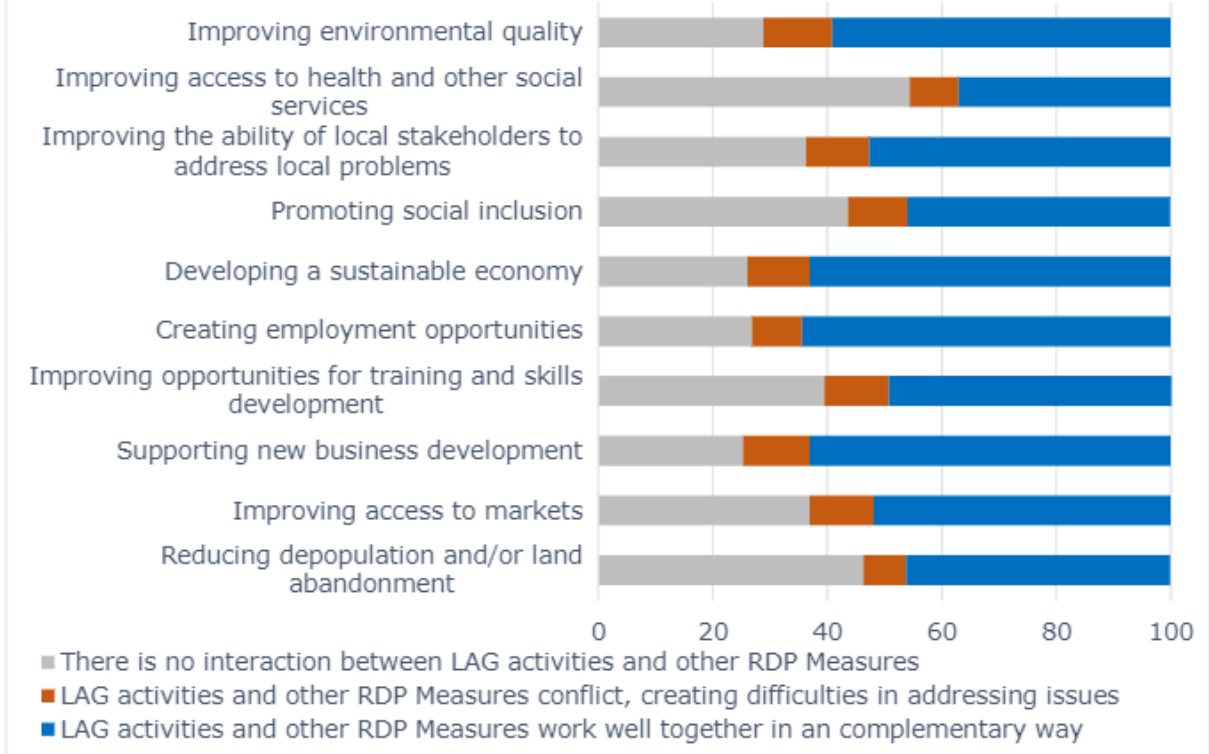 Improving environmental quality
Improving access to health and other social
services
Improving the ability of local stakeholders to
address local problems
Promoting social inclusion
Developing a sustainable economy
Creating employment opportunities
Improving opportunities for training and skills
development
Supporting new business development
Improving access to markets
Reducing depopulation and/or land
abandonment
0 20 40 60 80 100
There is no interaction between LAG activities and other RDP Measures
LAG activities and other RDP Measures conflict, creating difficulties in addressing issues
LAG activities and other RDP Measures work well together in an complementary way